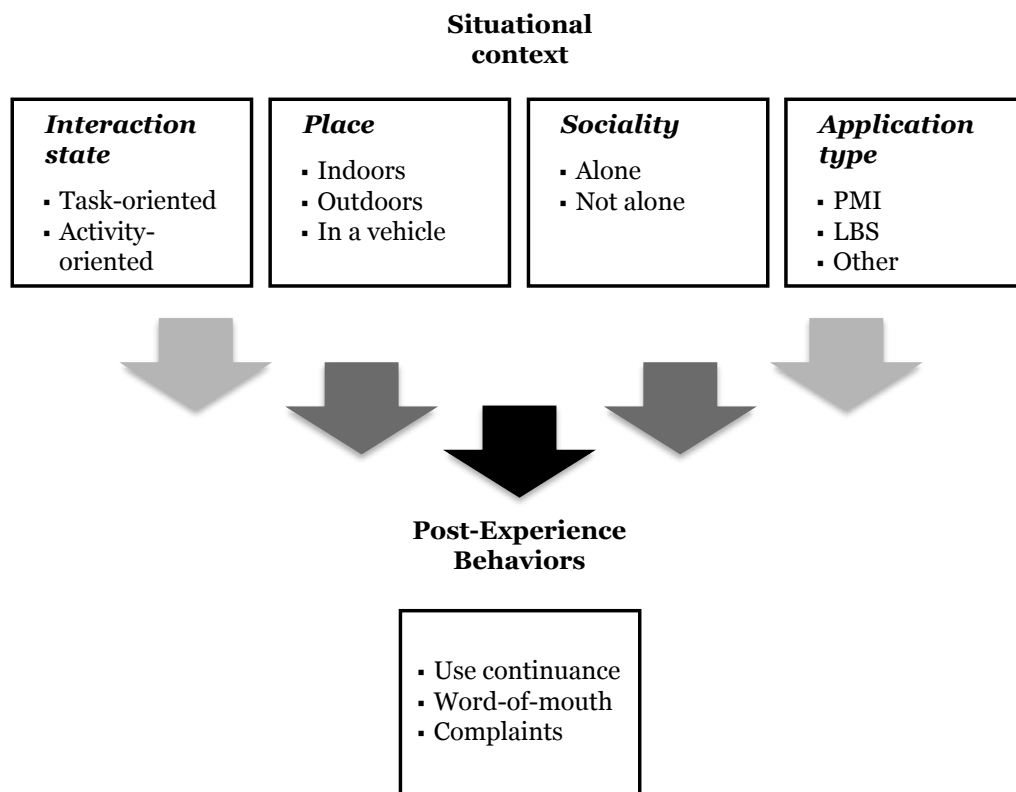 Situational
context
Interaction
state
▪ Task-oriented
▪ Activity-
oriented
Place
▪ Indoors
▪ Outdoors
▪ In a vehicle
Sociality
▪ Alone
▪ Not alone
Application
type
▪ PMI
▪ LBS
▪ Other
Post-Experience
Behaviors
▪ Use continuance
▪ Word-of-mouth
▪ Complaints